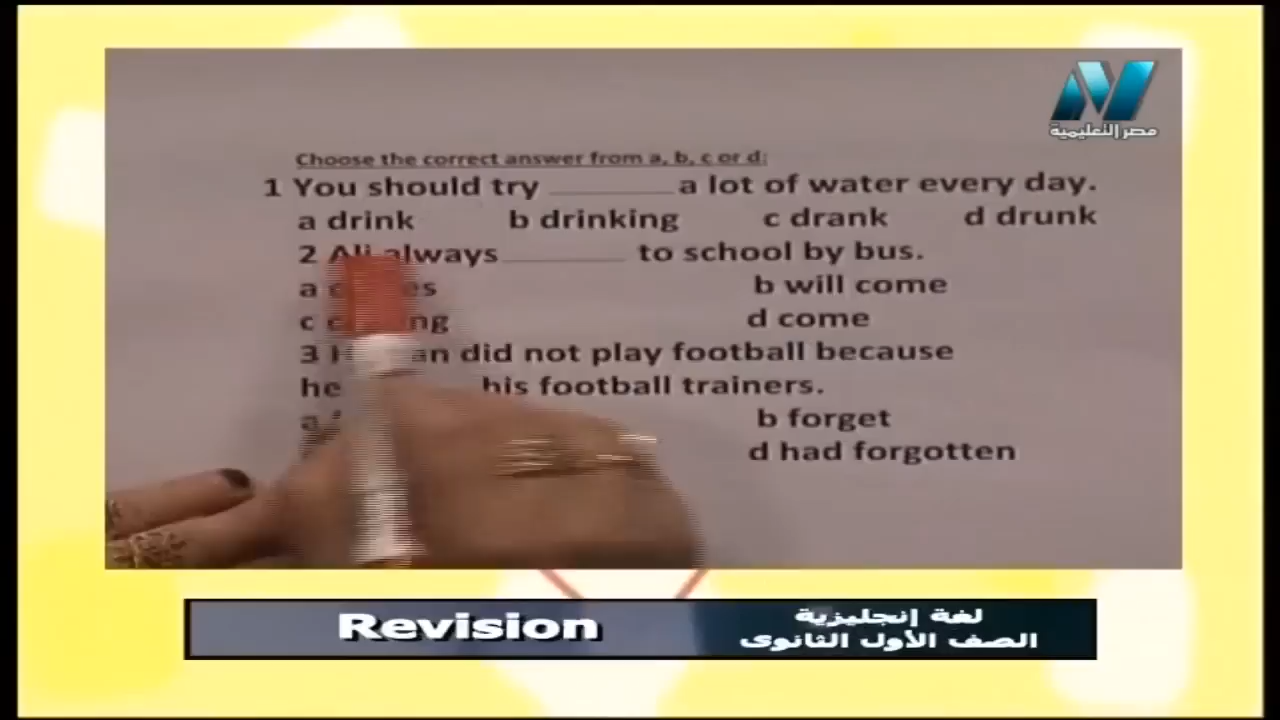 مصر التعليمية
Choose the correct answer from a, b, c or d:
1 You should try ________ a lot of water every day.
a drink b drinking c drank d drunk
2 Ali always ________ to school by bus.
a b will come
c d come
3 did not play football because
he his football trainers.
a b forget
d had forgotten
Revision
لغة إنجليزية
الصف الأول الثانوى